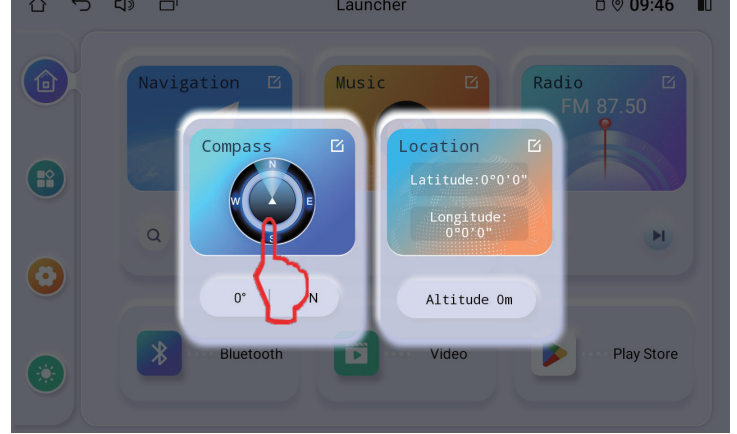 Launcher
09:46
Navigation
Music
Radio
FM 87.50
Compass
N
W
E
S
0°
N
Location
Latitude:0°0'0"
Longitude:
0°0'0"
Altitude 0m
Bluetooth
Video
Play Store